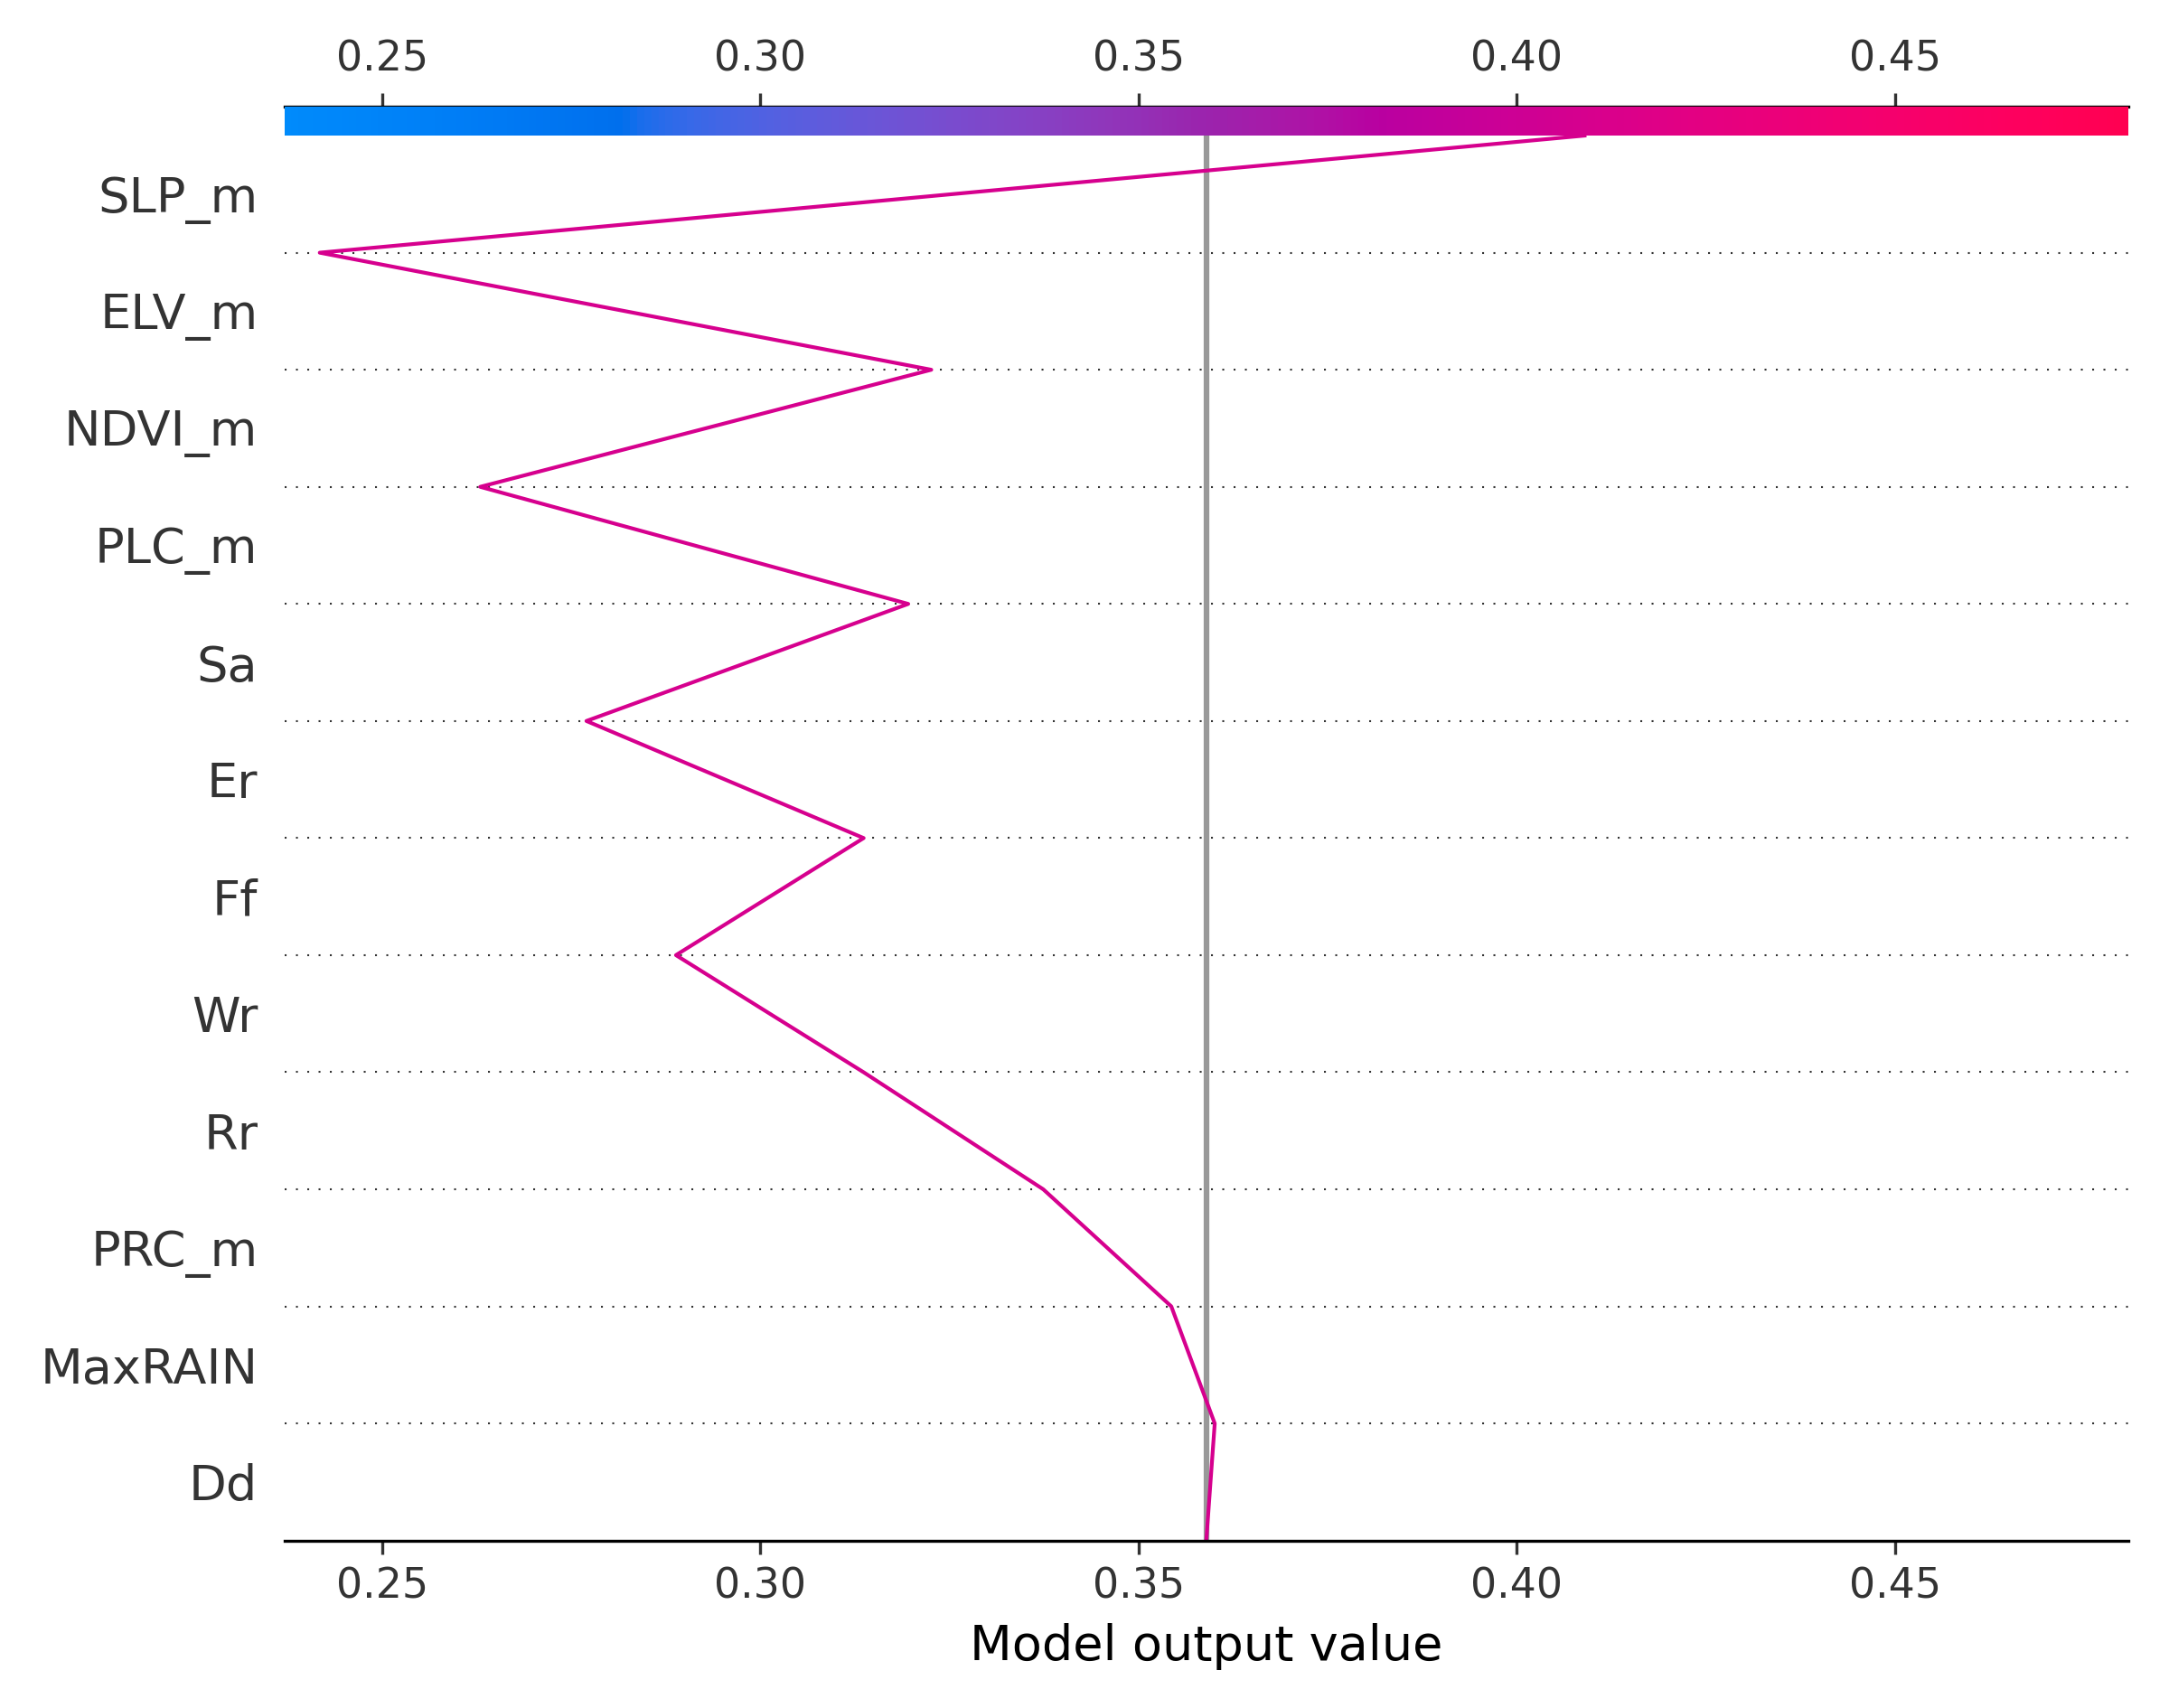 0.25 0.30 0.35 0.40 0.45
SLP_m
ELV_m
NDVI_m
PLC_m
Sa
Er
Ff
Wr
Rr
PRC_m
MaxRAIN
Dd
0.25 0.30 0.35 0.40 0.45
Model output value